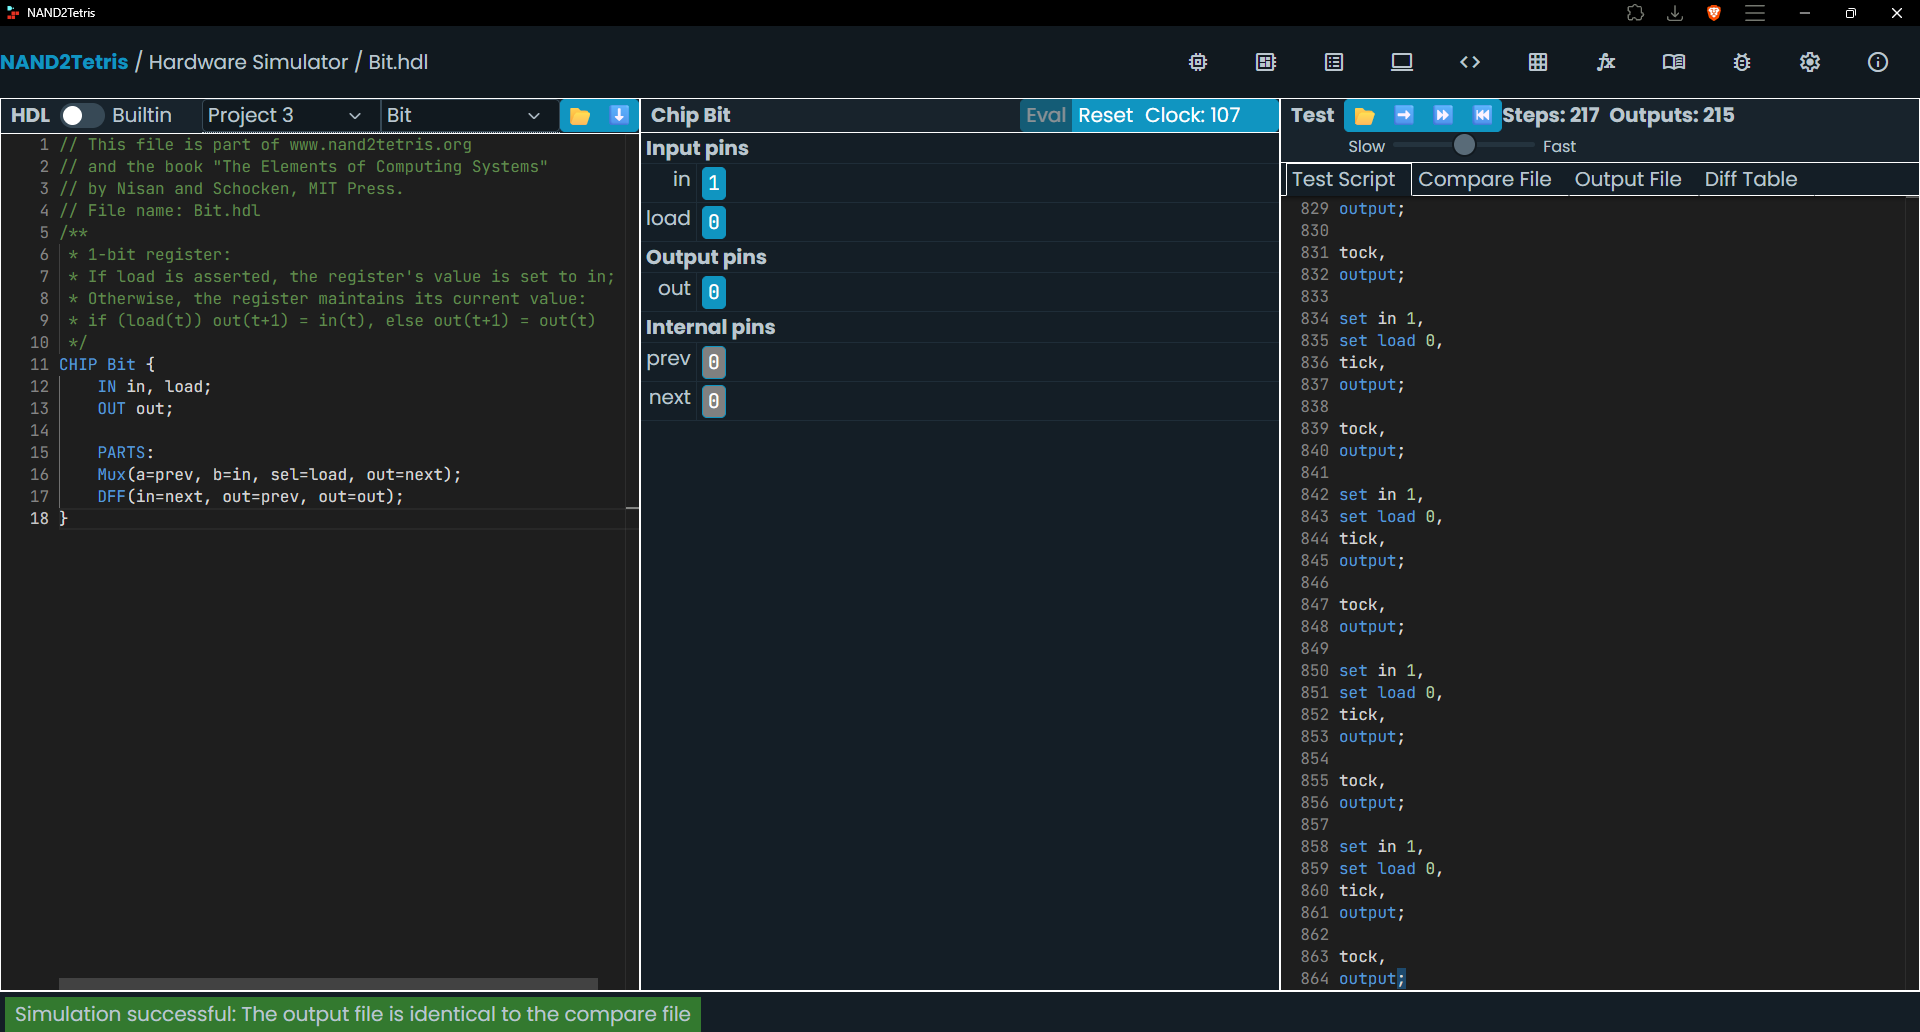 NAND2Tetris
NAND2Tetris / Hardware Simulator / Bit.hdl
HDL Builtin Project 3 Bit
1 // This file is part of www.nand2tetris.org
2 // and the book "The Elements of Computing Systems"
3 // by Nisan and Schocken, MIT Press.
4 // File name: Bit.hdl
5 /**
6 * 1-bit register:
7 * If load is asserted, the register's value is set to in;
8 * Otherwise, the register maintains its current value:
9 * if (load(t)) out(t+1) = in(t), else out(t+1) = out(t)
10 */
11 CHIP Bit {
12 IN in, load;
13 OUT out;
14
15 PARTS:
16 Mux(a=prev, b=in, sel=load, out=next);
17 DFF(in=next, out=prev, out=out);
18 }
Chip Bit Eval Reset Clock: 107
Input pins
in 1
load 0
Output pins
out 0
Internal pins
prev 0
next 0
Test Steps: 217 Outputs: 215
Slow Fast
Test Script Compare File Output File Diff Table
829 output;
830
831 tock,
832 output;
833
834 set in 1,
835 set load 0,
836 tick,
837 output;
838
839 tock,
840 output;
841
842 set in 1,
843 set load 0,
844 tick,
845 output;
846
847 tock,
848 output;
849
850 set in 1,
851 set load 0,
852 tick,
853 output;
854
855 tock,
856 output;
857
858 set in 1,
859 set load 0,
860 tick,
861 output;
862
863 tock,
864 output;
Simulation successful: The output file is identical to the compare file